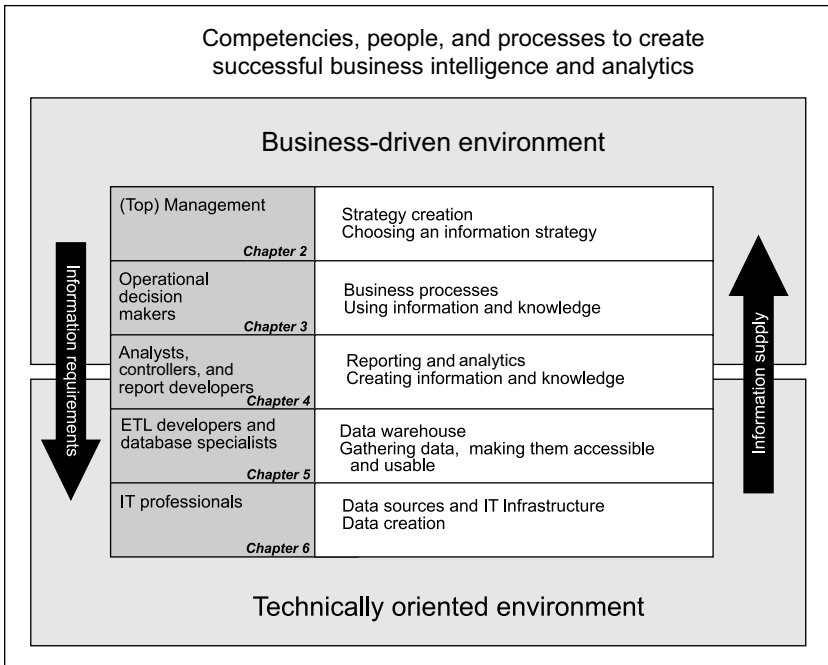 Competencies, people, and processes to create
successful business intelligence and analytics
Business-driven environment
(Top) Management
Chapter 2
Strategy creation
Choosing an information strategy
Operational
decision
makers
Chapter 3
Business processes
Using information and knowledge
Analysts,
controllers, and
report developers
Chapter 4
Reporting and analytics
Creating information and knowledge
ETL developers and
database specialists
Chapter 5
Data warehouse
Gathering data, making them accessible
and usable
IT professionals
Chapter 6
Data sources and IT Infrastructure
Data creation
Information requirements
Information supply
Technically oriented environment